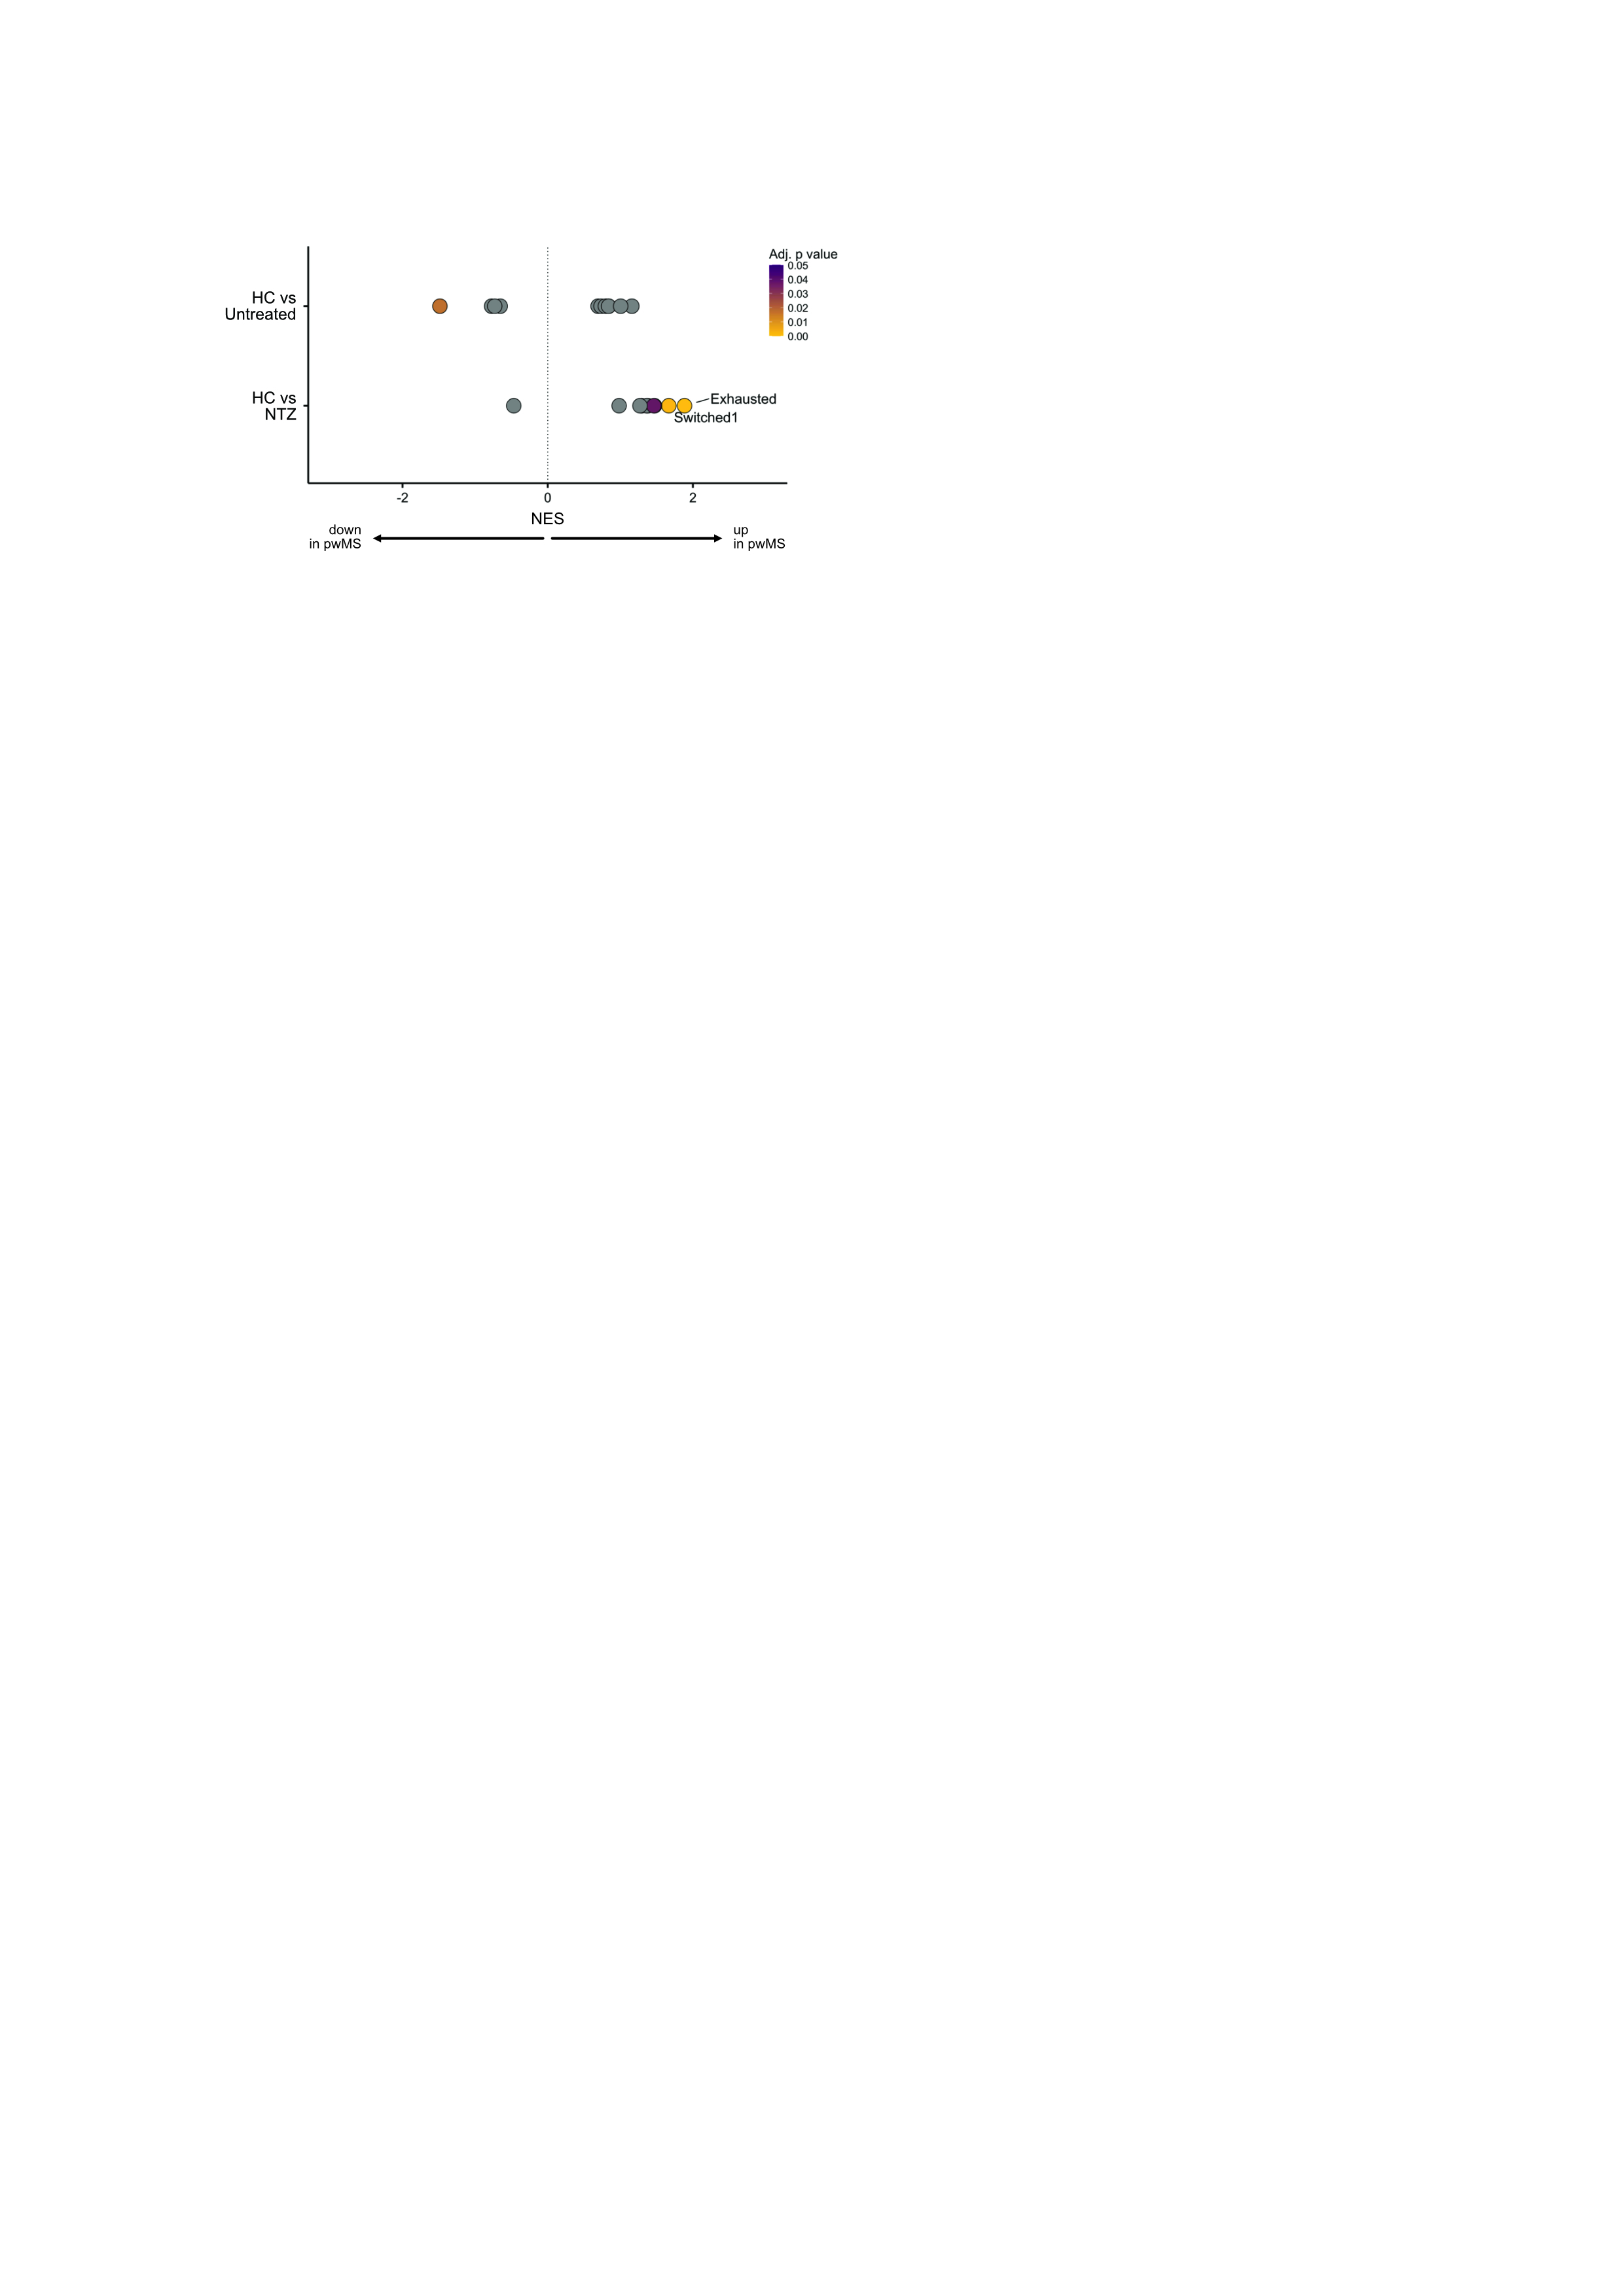 Adj. p value
0.05
0.04
0.03
0.02
0.01
0.00
HC vs
Untreated
HC vs
NTZ
Exhausted
Switched1
-2
0
2
NES
down
in pwMS
up
in pwMS